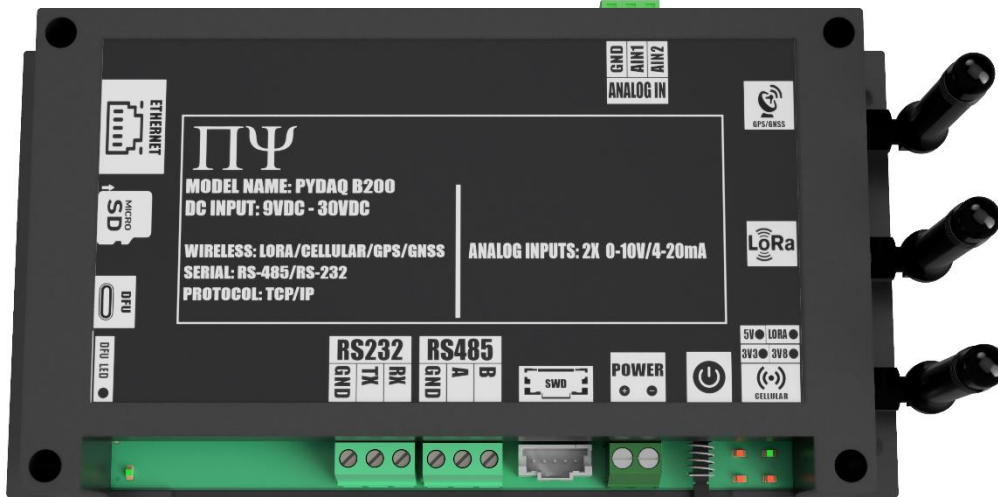 GND AIN1 AIN2
ANALOG IN
GPS/GNSS
ETHERNET
ΠΨ
MODEL NAME: PYDAQ B200
DC INPUT: 9VDC - 30VDC
MICRO
SD
WIRELESS: LORA/CELLULAR/GPS/GNSS
SERIAL: RS-485/RS-232
PROTOCOL: TCP/IP
ANALOG INPUTS: 2X 0-10V/4-20mA
LoRa
DFU
DFU LED
RS232
GND TX RX
RS485
GND A B
SWD
POWER
+ -
5V LORA
3V3 3V8
CELLULAR